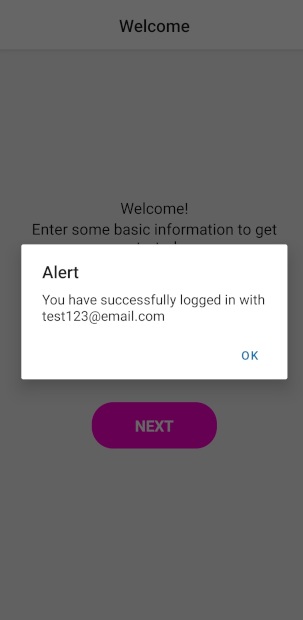 Welcome
Welcome!
Enter some basic information to get
Alert
You have successfully logged in with
test123@email.com
OK
NEXT